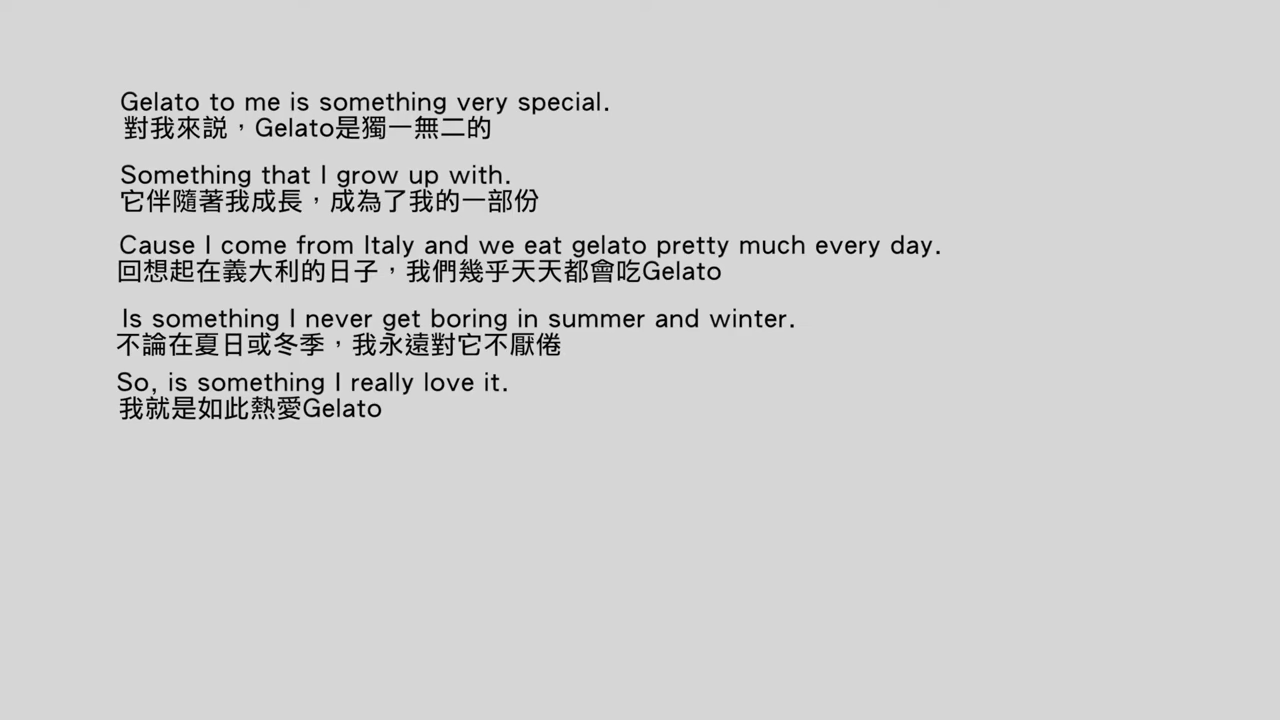 Gelato to me is something very special.
對我來説，Gelato是獨一無二的
Something that I grow up with.
它伴隨著我成長，成為了我的一部份
Cause I come from Italy and we eat gelato pretty much every day.
回想起在義大利的日子，我們幾乎天天都會吃Gelato
Is something I never get boring in summer and winter.
不論在夏日或冬季，我永遠對它不厭倦
So, is something I really love it.
我就是如此熱愛Gelato